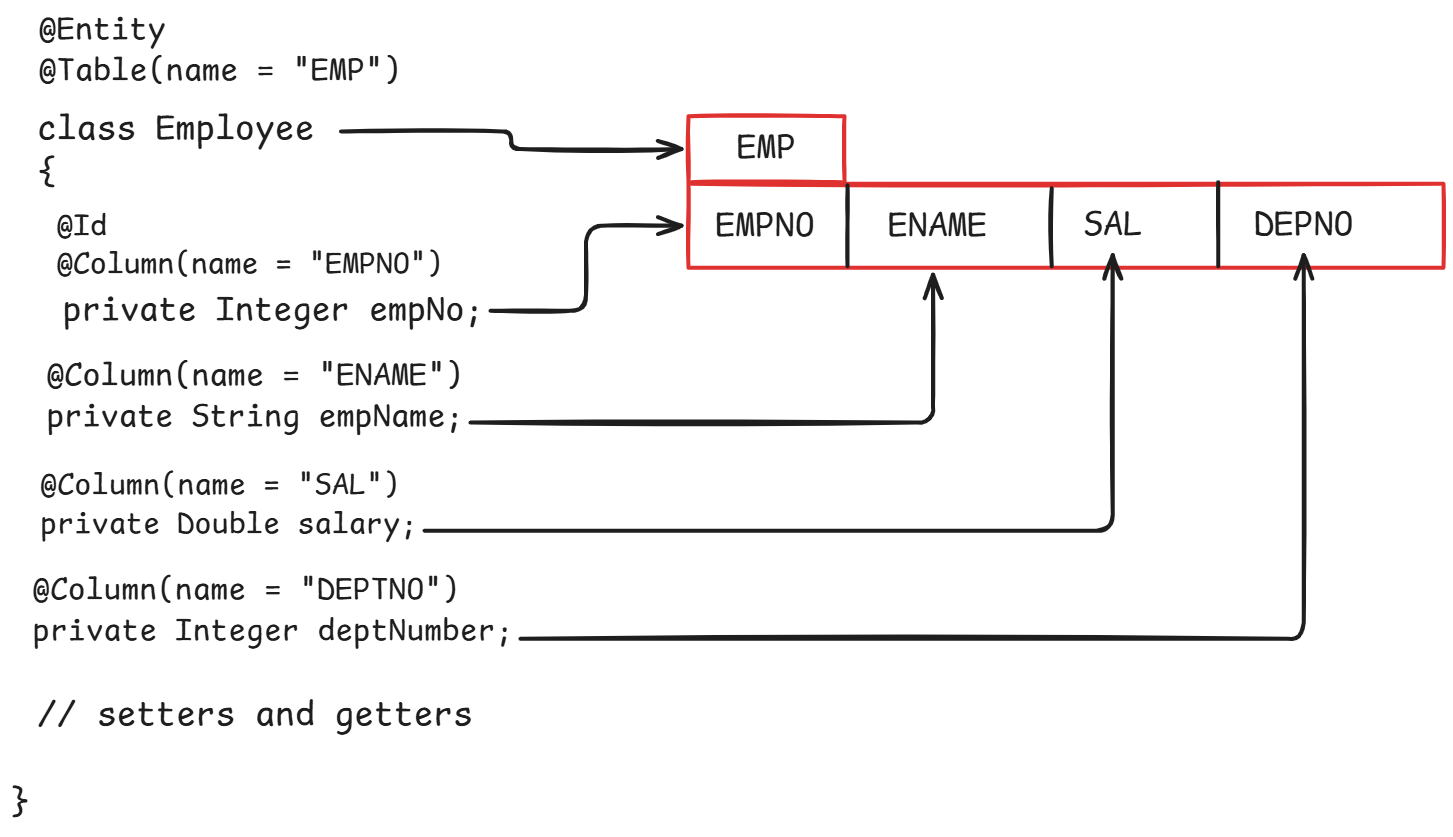 @Entity
@Table(name = "EMP")
class Employee
{
@Id
@Column(name = "EMPNO")
private Integer empNo;
@Column(name = "ENAME")
private String empName;
@Column(name = "SAL")
private Double salary;
@Column(name = "DEPTNO")
private Integer deptNumber;
// setters and getters
}
EMP
EMPNO ENAME SAL DEPNO